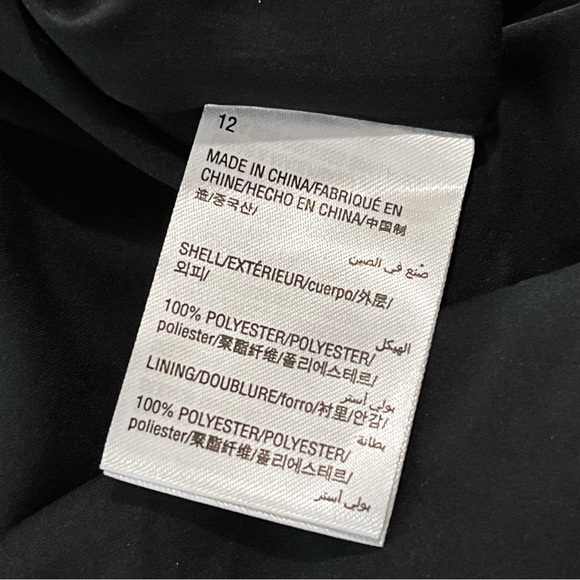 12
MADE IN CHINA/FABRIQUÉ EN
CHINE/HECHO EN CHINA/中国制
造/중국산/
صنع في الصين
SHELL/EXTÉRIEUR/cuerpo/外层/
외피/
الهيكل
100% POLYESTER/POLYESTER/
poliester/聚酯纤维/폴리에스테르/
بولي أستر
LINING/DOUBLURE/forro/衬里/안감/
بطانة
100% POLYESTER/POLYESTER/
poliester/聚酯纤维/폴리에스테르/
بولي أستر